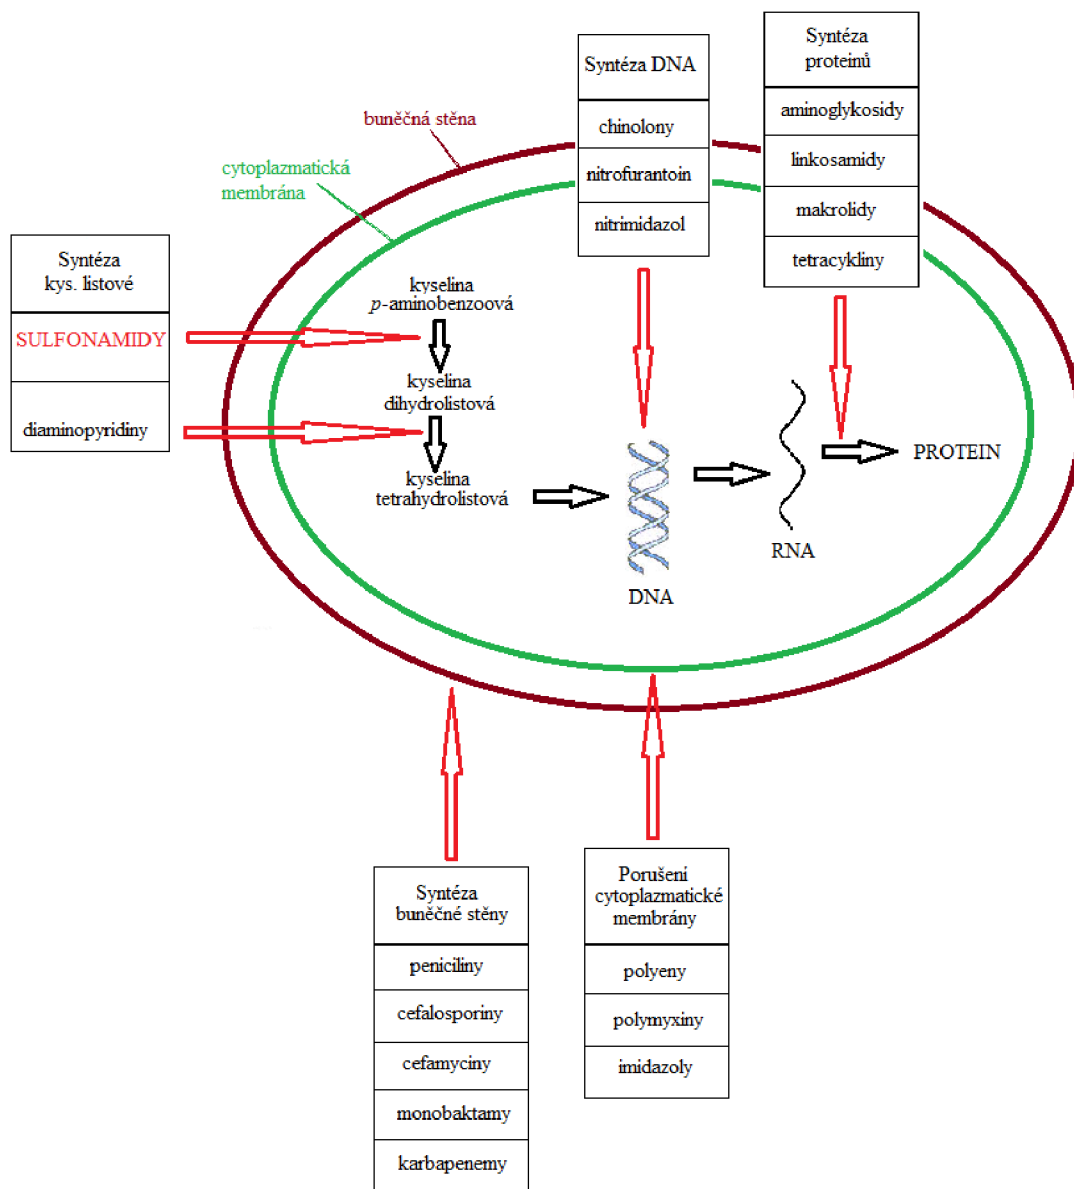 Syntéza DNA
chinolony
nitrofurantoin
nitrimidazol
Syntéza
proteinů
aminoglykosidy
linkosamidy
makrolidy
tetracykliny
buněčná stěna
cytoplazmatická
membrána
Syntéza
kys. listové
SULFONAMIDY
diaminopyridiny
kyselina
p-aminobenzoová
kyselina
dihydrolistová
kyselina
tetrahydrolistová
DNA
RNA
PROTEIN
Syntéza
buněčné stěny
peniciliny
cefalosporiny
cefamyciny
monobaktamy
karbapenemy
Porušeni
cytoplazmatické
membrány
polyeny
polymyxiny
imidazoly